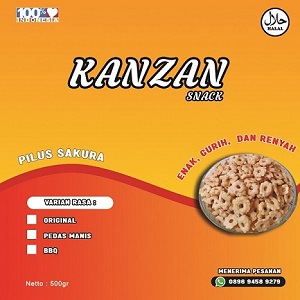 100%
حلال
HALAL
KANZAN
SNACK
PILUS SAKURA
ENAK, GURIH, DAN RENYAH
VARIAN RASA :
ORIGINAL
PEDAS MANIS
BBQ
MENERIMA PESANAN
0898 9458 9279
Netto : 500gr